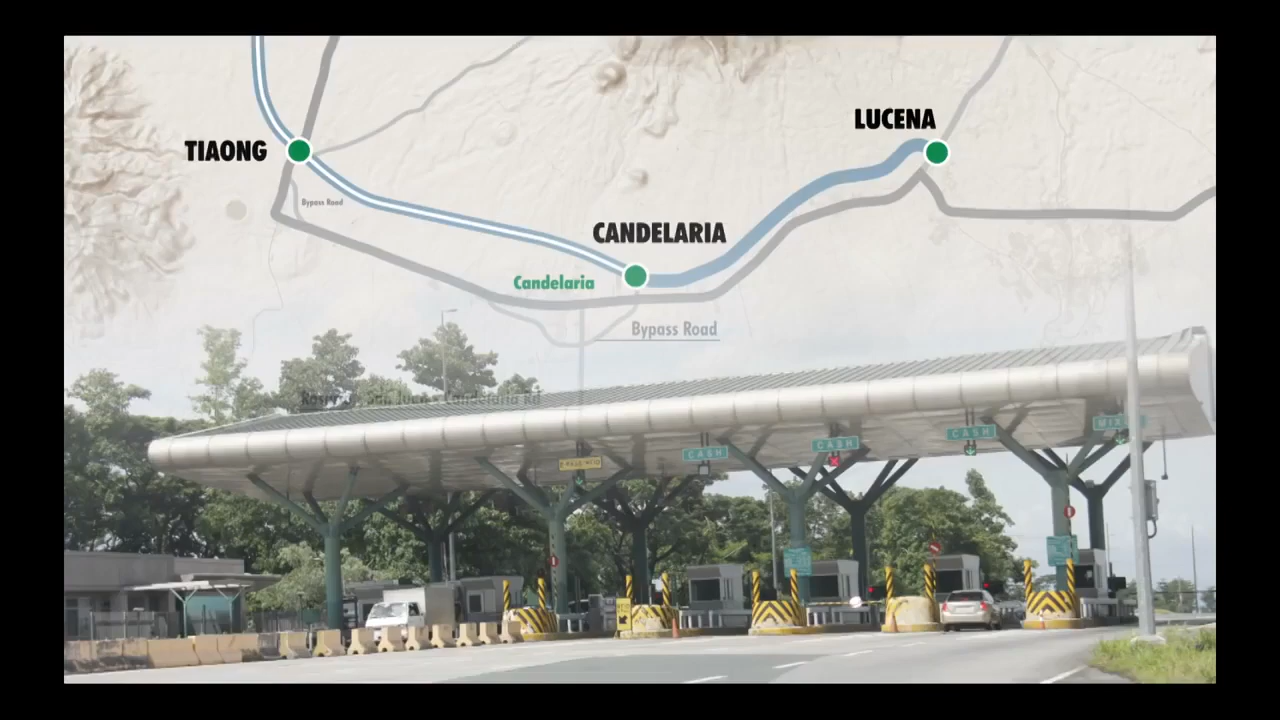 LUCENA
TIAONG
Bypass Road
CANDELARIA
Candelaria
Bypass Road
CASH
CASH
CASH